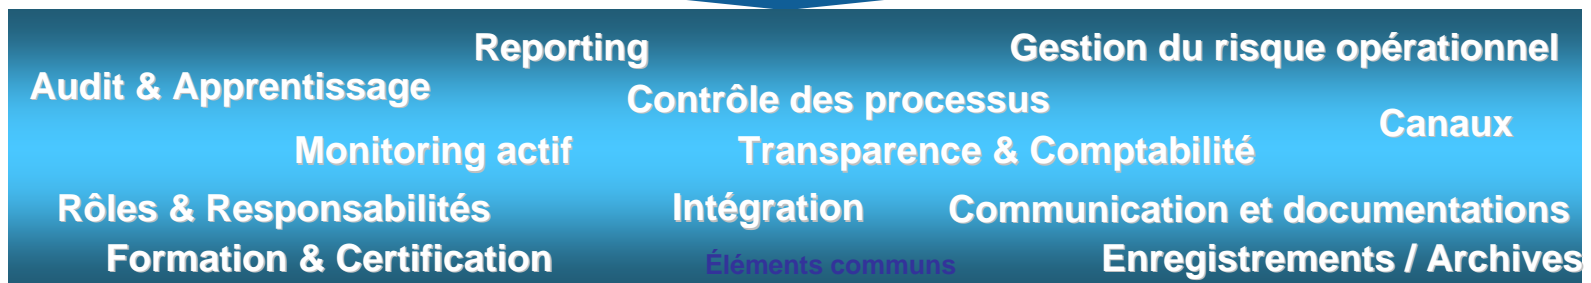 Reporting
Gestion du risque opérationnel
Audit & Apprentissage
Contrôle des processus
Canaux
Monitoring actif
Transparence & Comptabilité
Rôles & Responsabilités
Intégration
Communication et documentations
Formation & Certification
Éléments communs
Enregistrements / Archives